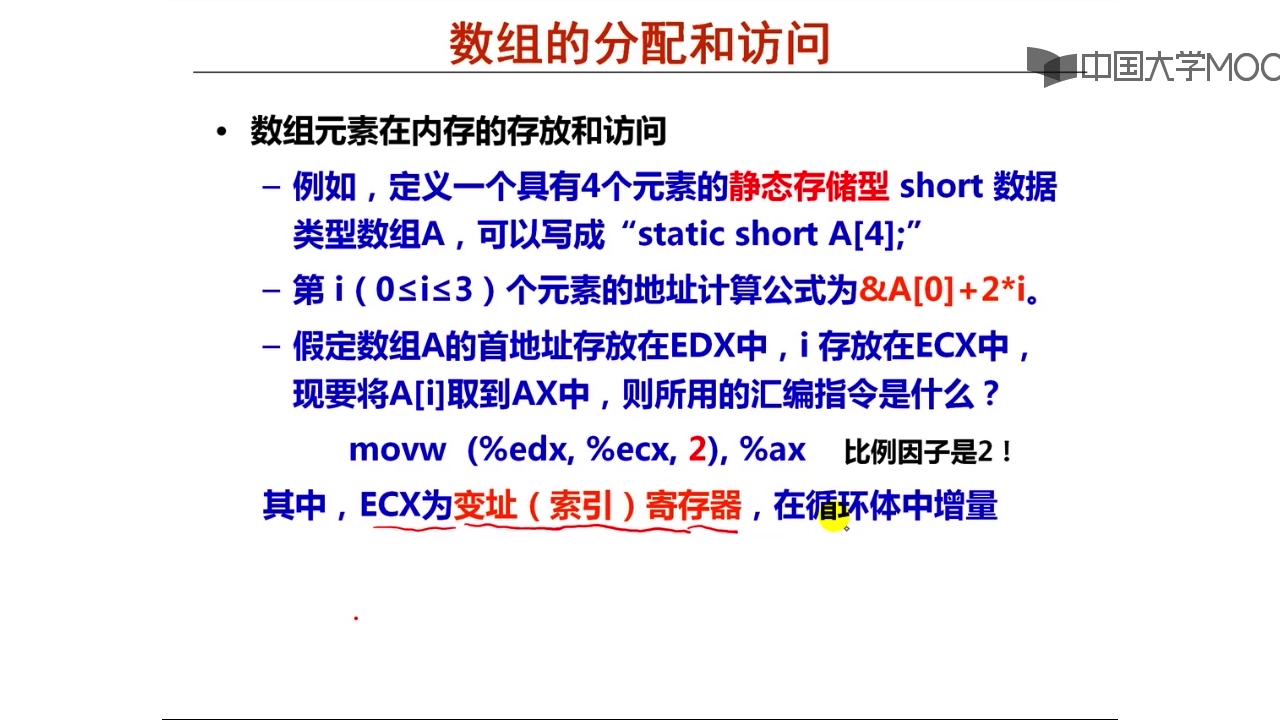 数组的分配和访问
中国大学MOO
• 数组元素在内存的存放和访问
– 例如，定义一个具有4个元素的静态存储型 short 数据
类型数组A，可以写成“static short A[4];”
– 第 i（0≤i≤3）个元素的地址计算公式为&A[0]+2*i。
– 假定数组A的首地址存放在EDX中，i 存放在ECX中，
现要将A[i]取到AX中，则所用的汇编指令是什么？
movw (%edx, %ecx, 2), %ax 比例因子是2！
其中，ECX为变址（索引）寄存器，在循环体中增量